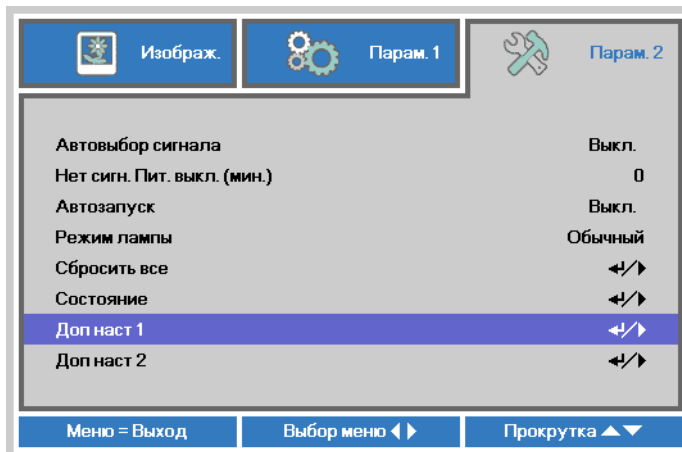 Изображ.
Парам. 1
Парам. 2
Автовыбор сигнала Выкл.
Нет сигн. Пит. выкл. (мин.) 0
Автозапуск Выкл.
Режим лампы Обычный
Сбросить все
Состояние
Доп наст 1
Доп наст 2
Меню = Выход
Выбор меню
Прокрутка